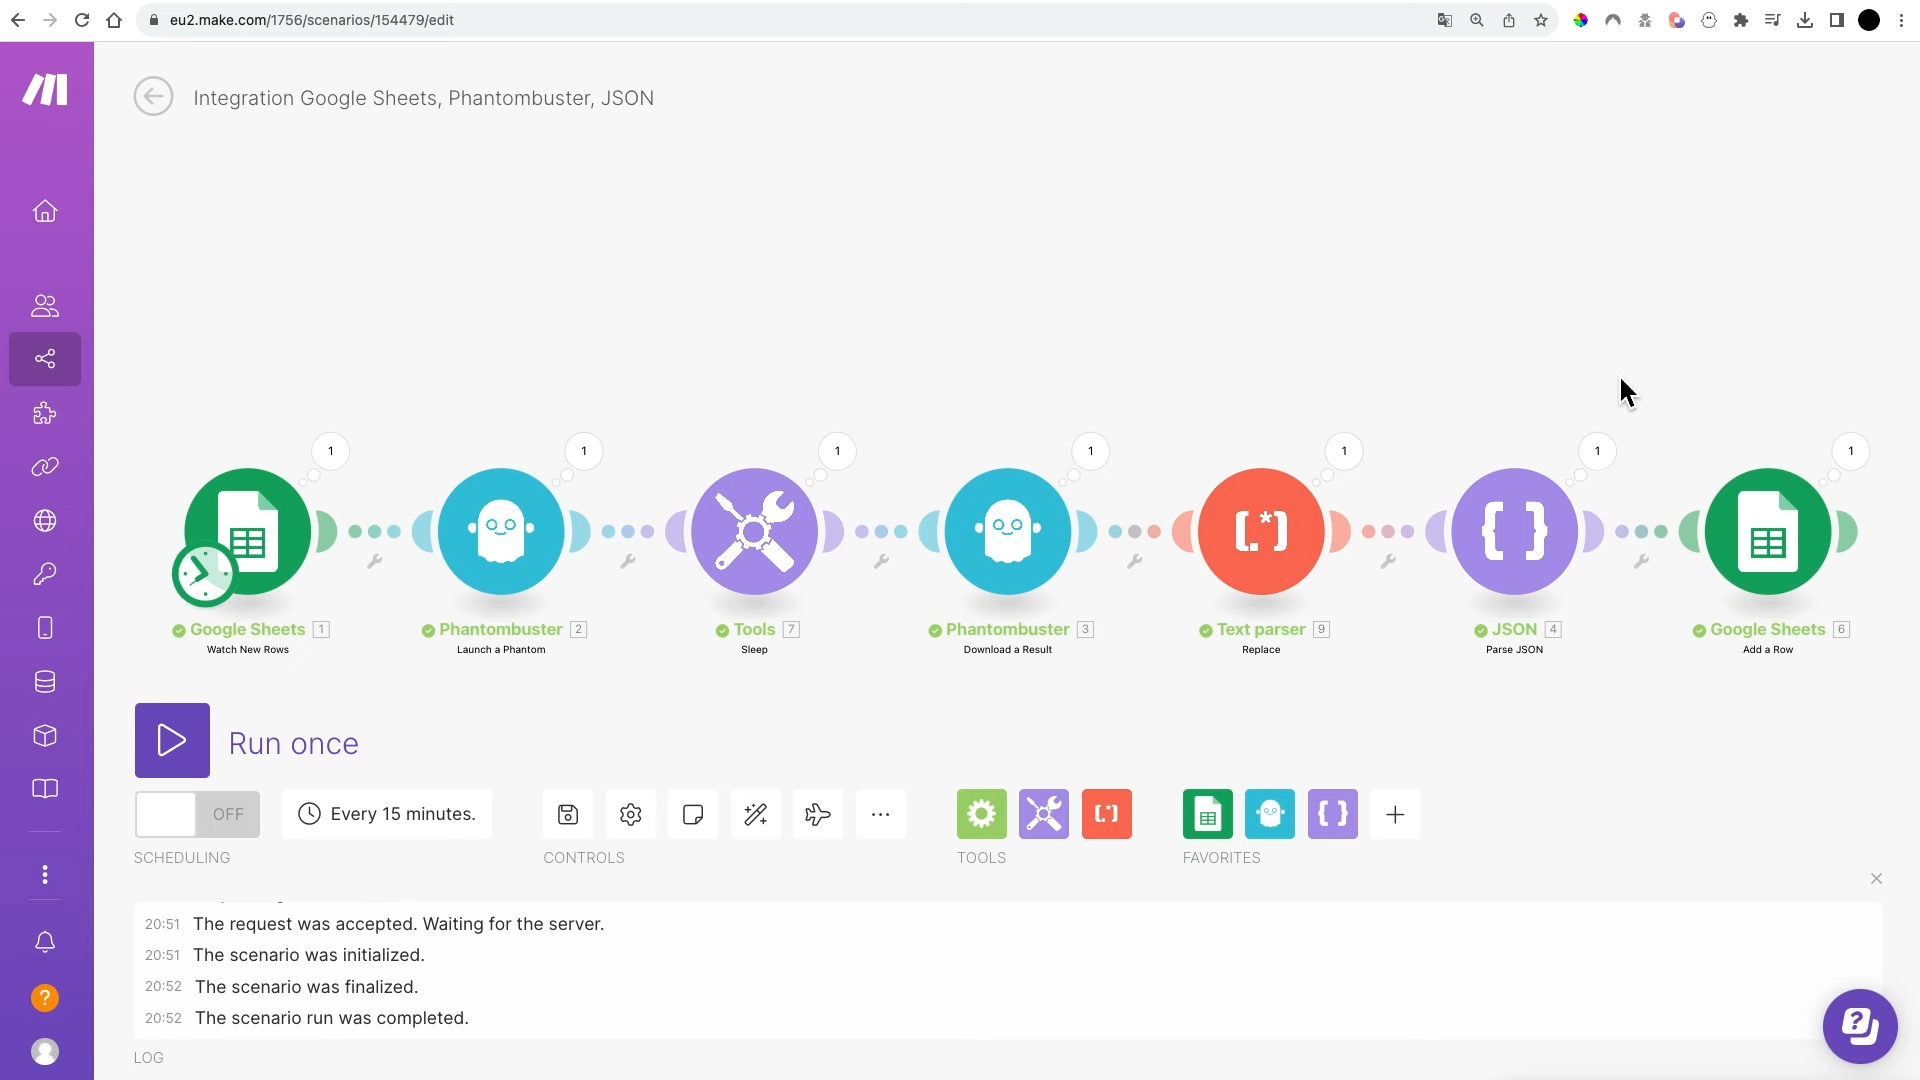 eu2.make.com/1756/scenarios/154479/edit
Integration Google Sheets, Phantombuster, JSON
1
1
1
1
1
1
1
Google Sheets 1
Watch New Rows
Phantombuster 2
Launch a Phantom
Tools 7
Sleep
Phantombuster 3
Download a Result
Text parser 9
Replace
JSON 4
Parse JSON
Google Sheets 6
Add a Row
Run once
OFF
Every 15 minutes.
SCHEDULING
CONTROLS
TOOLS
FAVORITES
20:51 The request was accepted. Waiting for the server.
20:51 The scenario was initialized.
20:52 The scenario was finalized.
20:52 The scenario run was completed.
LOG